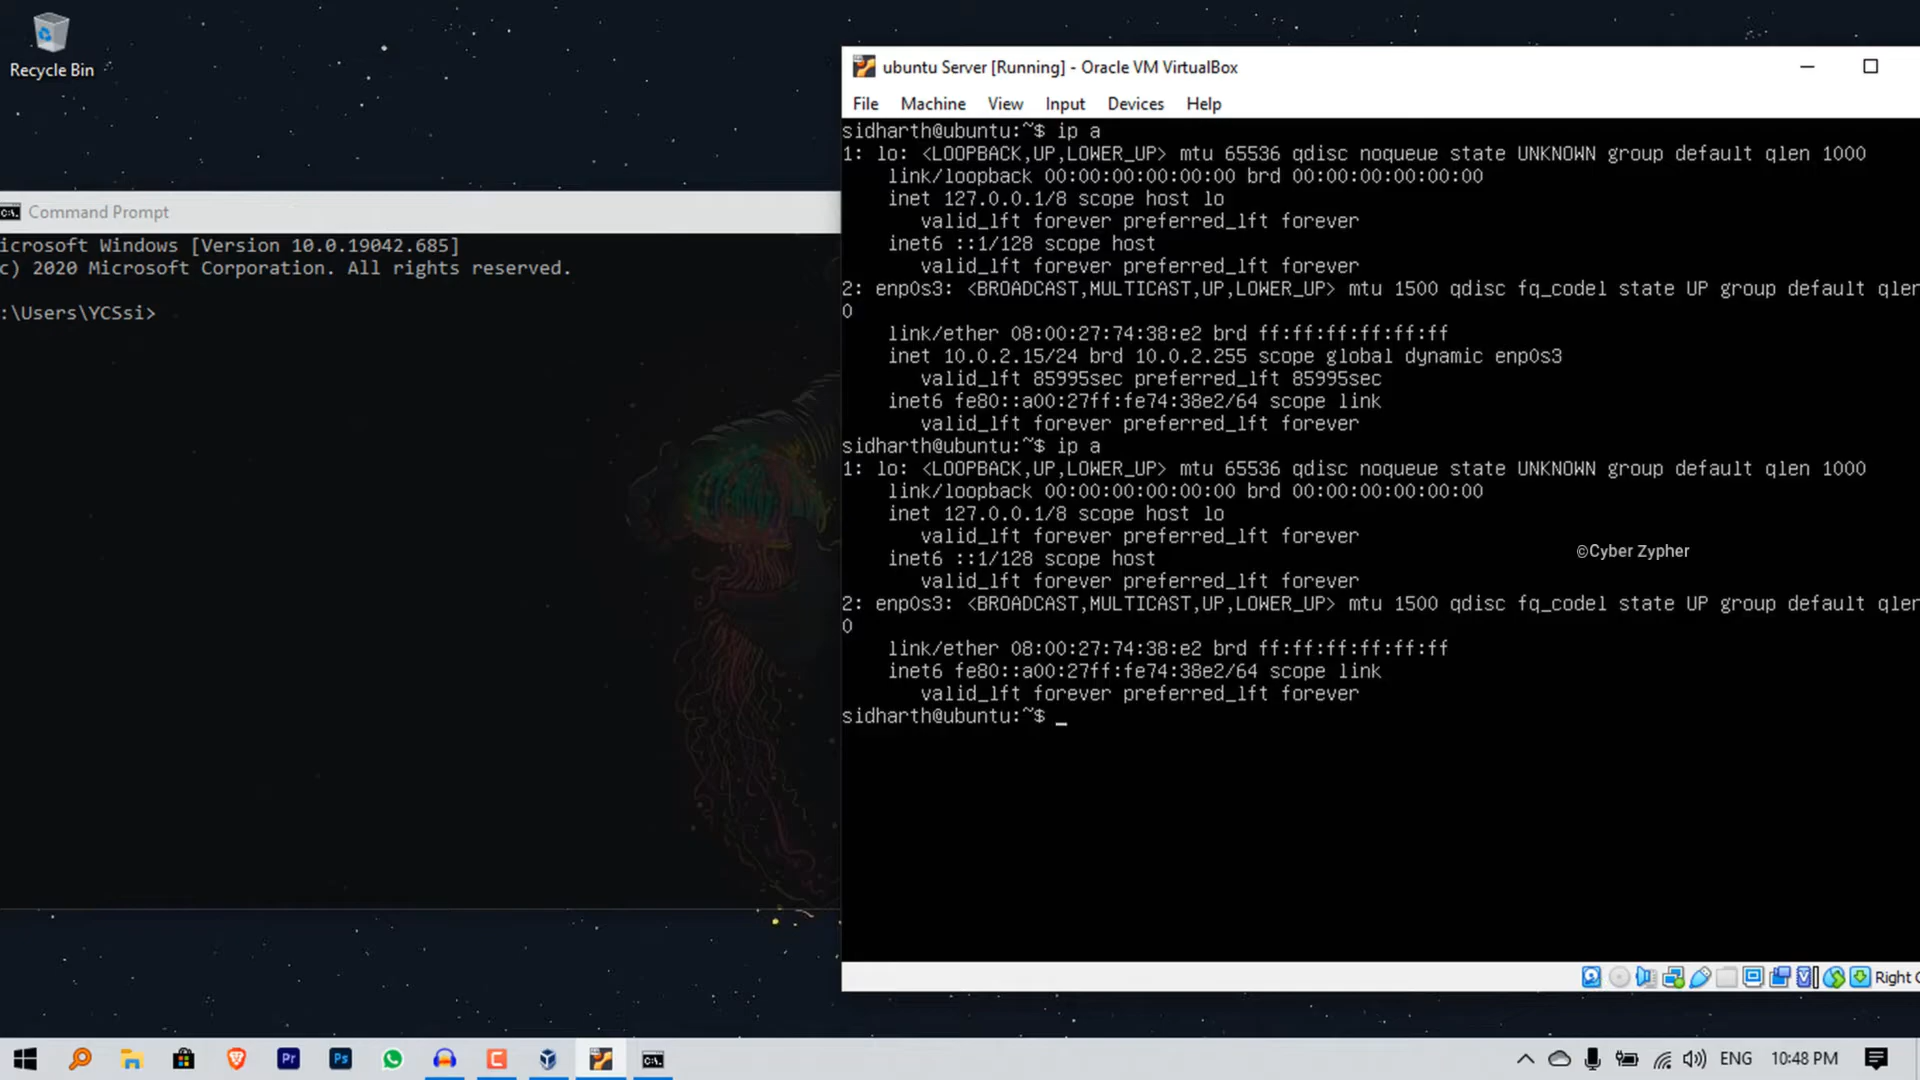 Recycle Bin
Command Prompt
icrosoft Windows [Version 10.0.19042.685]
c) 2020 Microsoft Corporation. All rights reserved.
:\Users\YCSsi>
ubuntu Server [Running] - Oracle VM VirtualBox
File Machine View Input Devices Help
sidharth@ubuntu:~$ ip a
1: lo: <LOOPBACK,UP,LOWER_UP> mtu 65536 qdisc noqueue state UNKNOWN group default qlen 1000
link/loopback 00:00:00:00:00:00 brd 00:00:00:00:00:00
inet 127.0.0.1/8 scope host lo
valid_lft forever preferred_lft forever
inet6 ::1/128 scope host
valid_lft forever preferred_lft forever
2: enp0s3: <BROADCAST,MULTICAST,UP,LOWER_UP> mtu 1500 qdisc fq_codel state UP group default qlen
0
link/ether 08:00:27:74:38:e2 brd ff:ff:ff:ff:ff:ff
inet 10.0.2.15/24 brd 10.0.2.255 scope global dynamic enp0s3
valid_lft 85995sec preferred_lft 85995sec
inet6 fe80::a00:27ff:fe74:38e2/64 scope link
valid_lft forever preferred_lft forever
sidharth@ubuntu:~$ ip a
1: lo: <LOOPBACK,UP,LOWER_UP> mtu 65536 qdisc noqueue state UNKNOWN group default qlen 1000
link/loopback 00:00:00:00:00:00 brd 00:00:00:00:00:00
inet 127.0.0.1/8 scope host lo
valid_lft forever preferred_lft forever
inet6 ::1/128 scope host
valid_lft forever preferred_lft forever
2: enp0s3: <BROADCAST,MULTICAST,UP,LOWER_UP> mtu 1500 qdisc fq_codel state UP group default qlen
0
link/ether 08:00:27:74:38:e2 brd ff:ff:ff:ff:ff:ff
inet6 fe80::a00:27ff:fe74:38e2/64 scope link
valid_lft forever preferred_lft forever
sidharth@ubuntu:~$ _
©Cyber Zypher
Right C
Pr Ps C
ENG 10:48 PM